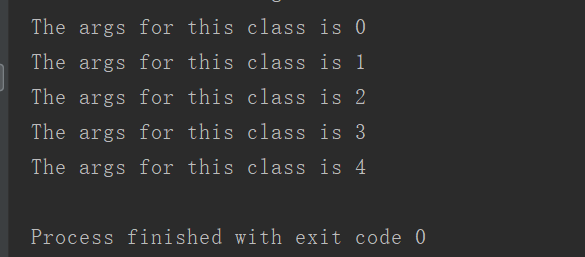 The args for this class is 0
The args for this class is 1
The args for this class is 2
The args for this class is 3
The args for this class is 4
Process finished with exit code 0